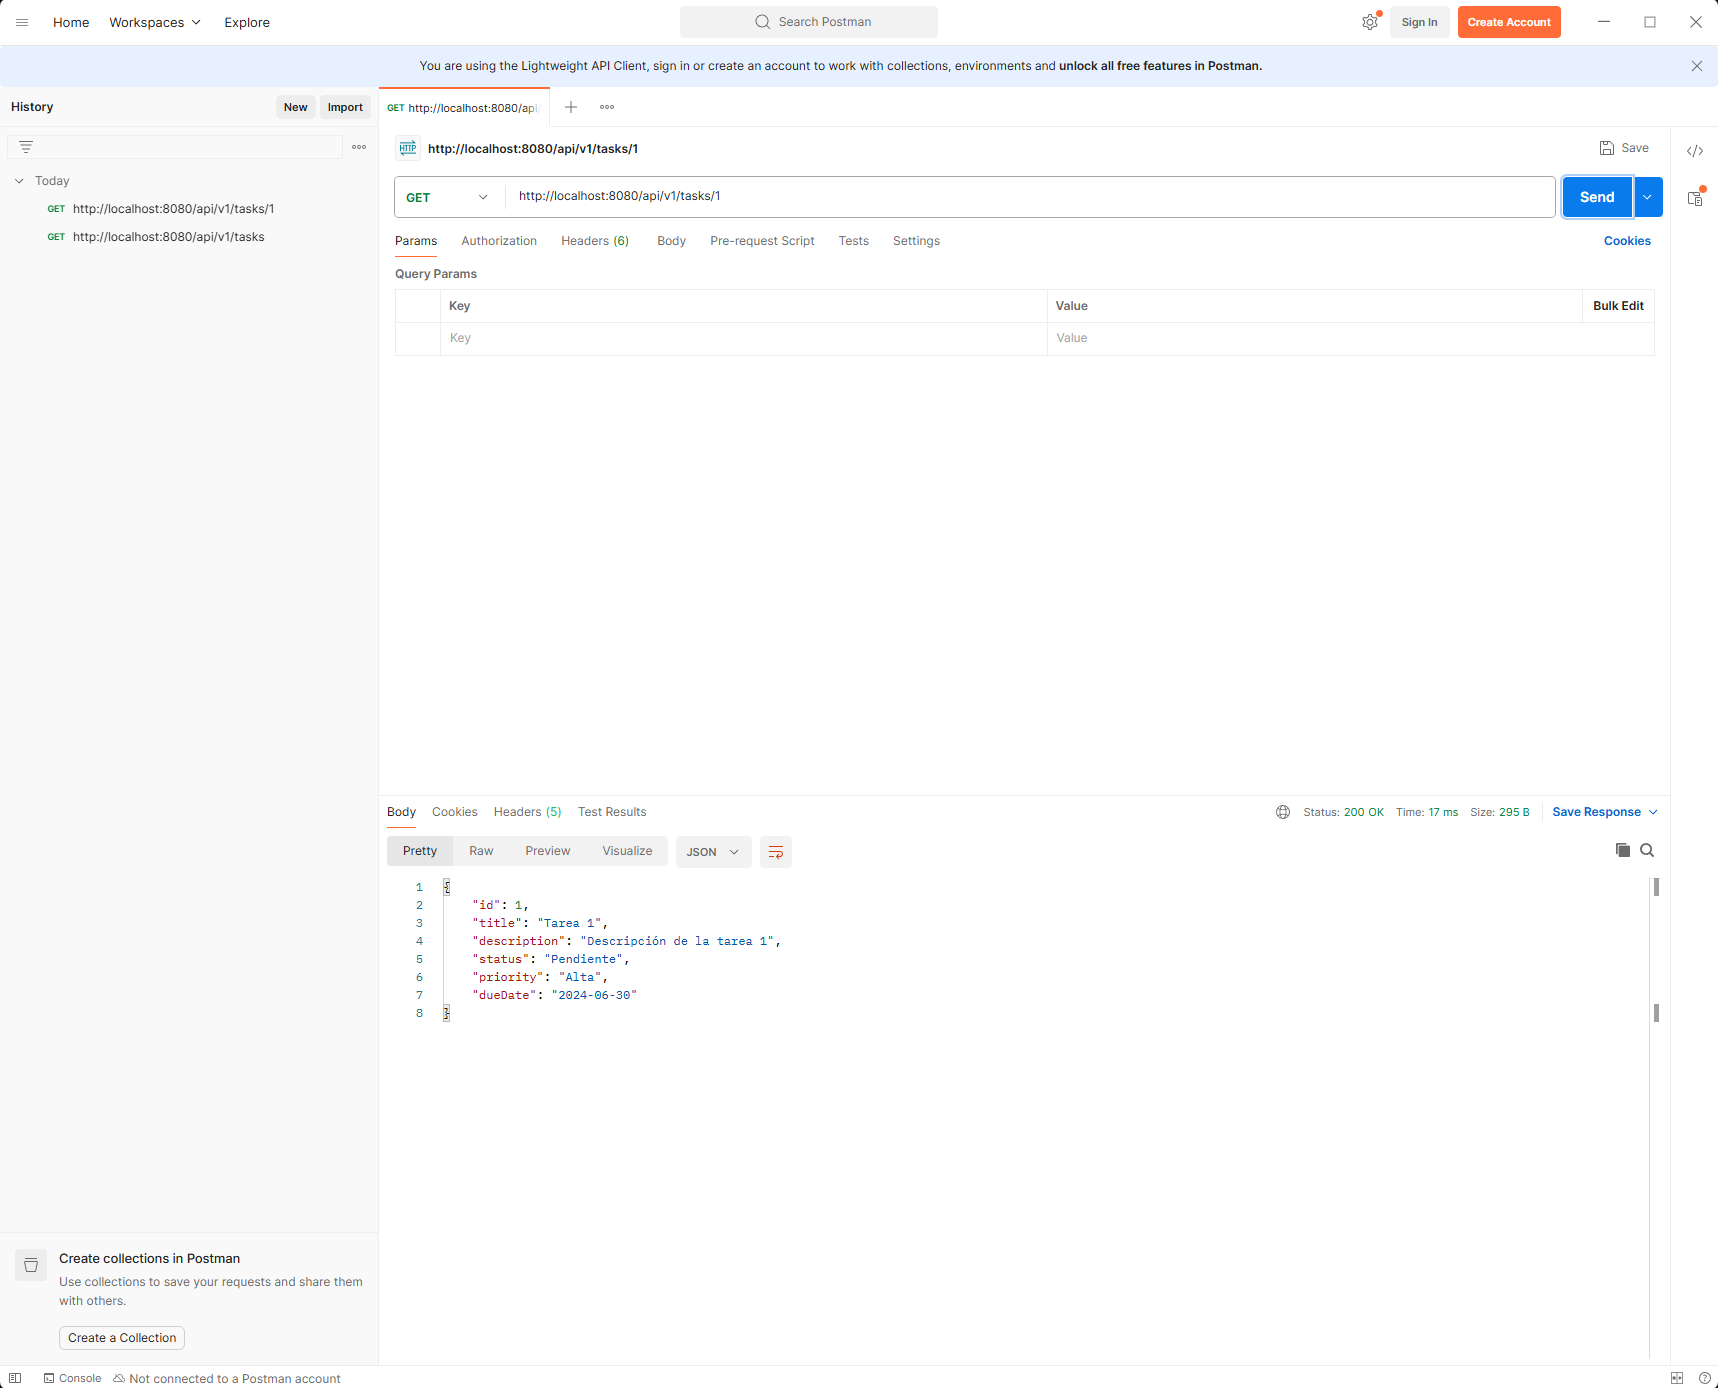 Home Workspaces Explore Search Postman Sign In Create Account
You are using the Lightweight API Client, sign in or create an account to work with collections, environments and unlock all free features in Postman.
History New Import
Today
GET http://localhost:8080/api/v1/tasks/1
GET http://localhost:8080/api/v1/tasks
Create collections in Postman
Use collections to save your requests and share them
with others.
Create a Collection
GET http://localhost:8080/api
HTTP http://localhost:8080/api/v1/tasks/1 Save
GET http://localhost:8080/api/v1/tasks/1 Send
Params Authorization Headers (6) Body Pre-request Script Tests Settings Cookies
Query Params
Key Value Bulk Edit
Key Value
Body Cookies Headers (5) Test Results Status: 200 OK Time: 17 ms Size: 295 B Save Response
Pretty Raw Preview Visualize JSON
1 {
2 "id": 1,
3 "title": "Tarea 1",
4 "description": "Descripción de la tarea 1",
5 "status": "Pendiente",
6 "priority": "Alta",
7 "dueDate": "2024-06-30"
8 }
Console Not connected to a Postman account